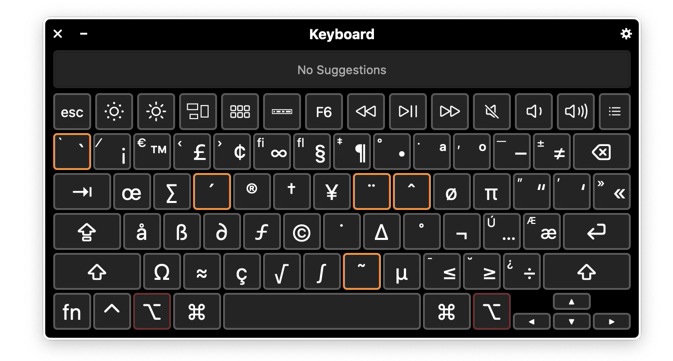 Keyboard
No Suggestions
esc F6
` ` ⁄ ¡ € ™ ‹ £ › ¢ ﬁ ∞ ﬂ § ‡ ¶ ° • · ª ‚ º — – ± ≠
œ ∑ ´ ® † ¥ ¨ ˆ ø π ” “ ’ ‘ » «
å ß ∂ ƒ © ˙ ∆ ˚ ¬ Ú … Æ æ
Ω ≈ ç √ ∫ ˜ µ ¯ ≤ ˘ ≥ ¿ ÷
fn ^ ⌥ ⌘ ⌘ ⌥